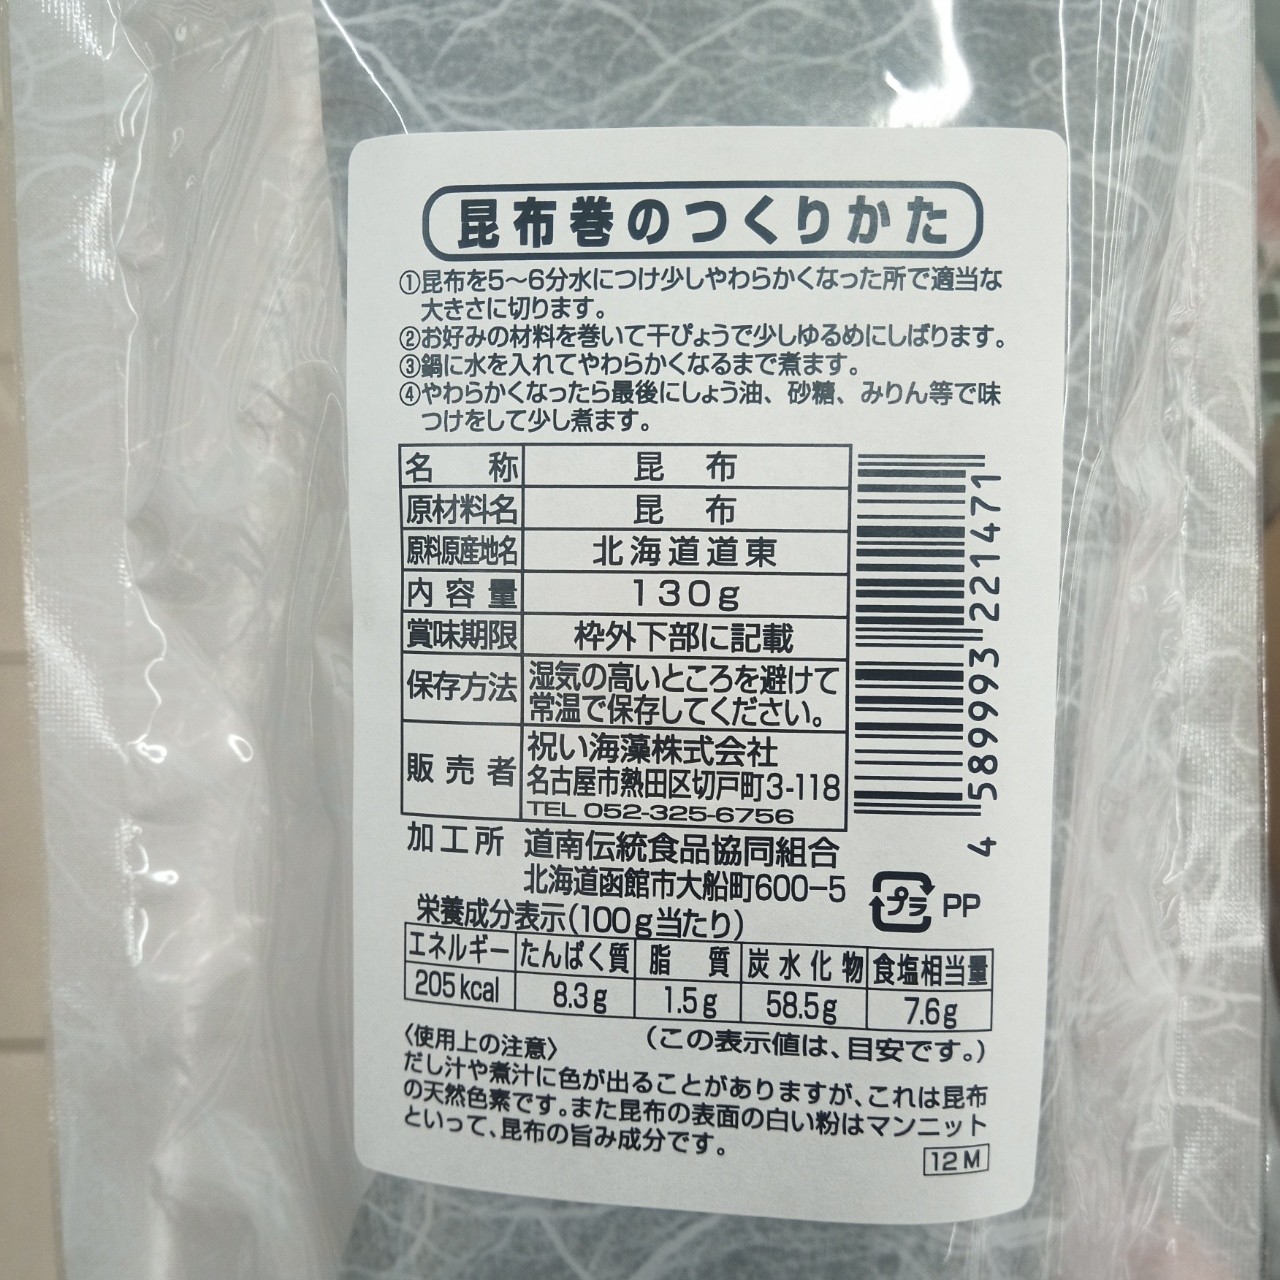 昆布巻のつくりかた
①昆布を5〜6分水につけ少しやわらかくなった所で適当な
大きさに切ります。
②お好みの材料を巻いて干ぴょうで少しゆるめにしばります。
③鍋に水を入れてやわらかくなるまで煮ます。
④やわらかくなったら最後にしょう油、砂糖、みりん等で味
つけをして少し煮ます。
名称 昆布
原材料名 昆布
原料原産地名 北海道道東
内容量 130g
賞味期限 枠外下部に記載
保存方法 湿気の高いところを避けて
常温で保存してください。
販売者 祝い海藻株式会社
名古屋市熱田区切戸町3-118
TEL 052-325-6756
4 589993 221471
加工所 道南伝統食品協同組合
北海道函館市大船町600-5
プラ PP
栄養成分表示(100g当たり)
エネルギー たんぱく質 脂質 炭水化物 食塩相当量
205kcal 8.3g 1.5g 58.5g 7.6g
(この表示値は、目安です。)
〈使用上の注意〉
だし汁や煮汁に色が出ることがありますが、これは昆布
の天然色素です。また昆布の表面の白い粉はマンニット
といって、昆布の旨み成分です。
12M